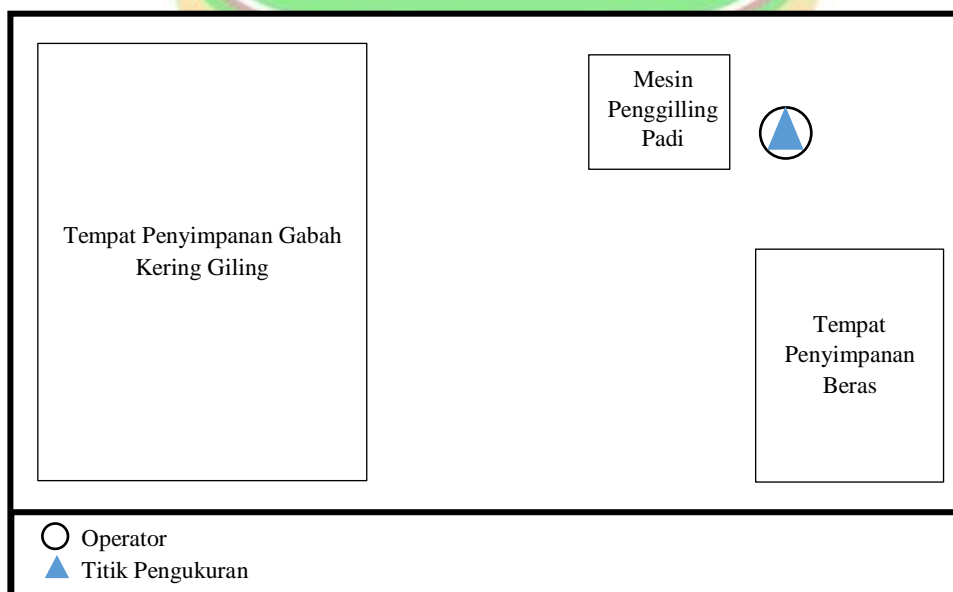 Mesin
Penggilling
Padi
Tempat Penyimpanan Gabah
Kering Giling
Tempat
Penyimpanan
Beras
Operator
Titik Pengukuran